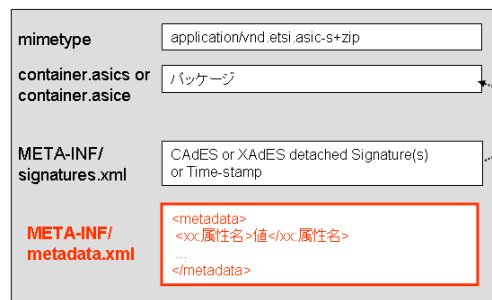 mimetype
application/vnd.etsi.asic-s+zip
container.asics or
container.asice
パッケージ
META-INF/
signatures.xml
CAdES or XAdES detached Signature(s)
or Time-stamp
META-INF/
metadata.xml
<metadata>
<xx:属性名>値</xx:属性名>
...
</metadata>